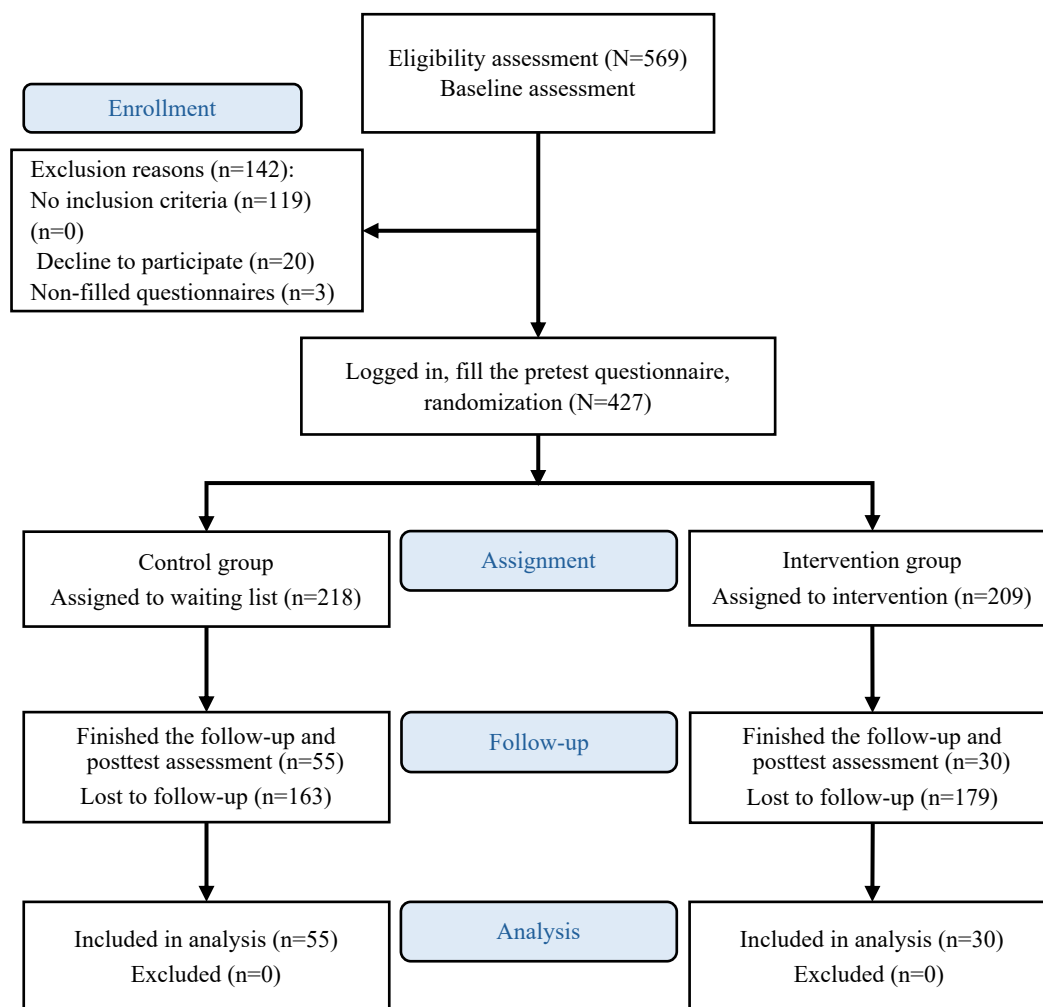 Eligibility assessment (N=569)
Baseline assessment
Enrollment
Exclusion reasons (n=142):
No inclusion criteria (n=119)
(n=0)
Decline to participate (n=20)
Non-filled questionnaires (n=3)
Logged in, fill the pretest questionnaire,
randomization (N=427)
Control group
Assigned to waiting list (n=218)
Assignment
Intervention group
Assigned to intervention (n=209)
Finished the follow-up and
posttest assessment (n=55)
Lost to follow-up (n=163)
Follow-up
Finished the follow-up and
posttest assessment (n=30)
Lost to follow-up (n=179)
Included in analysis (n=55)
Excluded (n=0)
Analysis
Included in analysis (n=30)
Excluded (n=0)